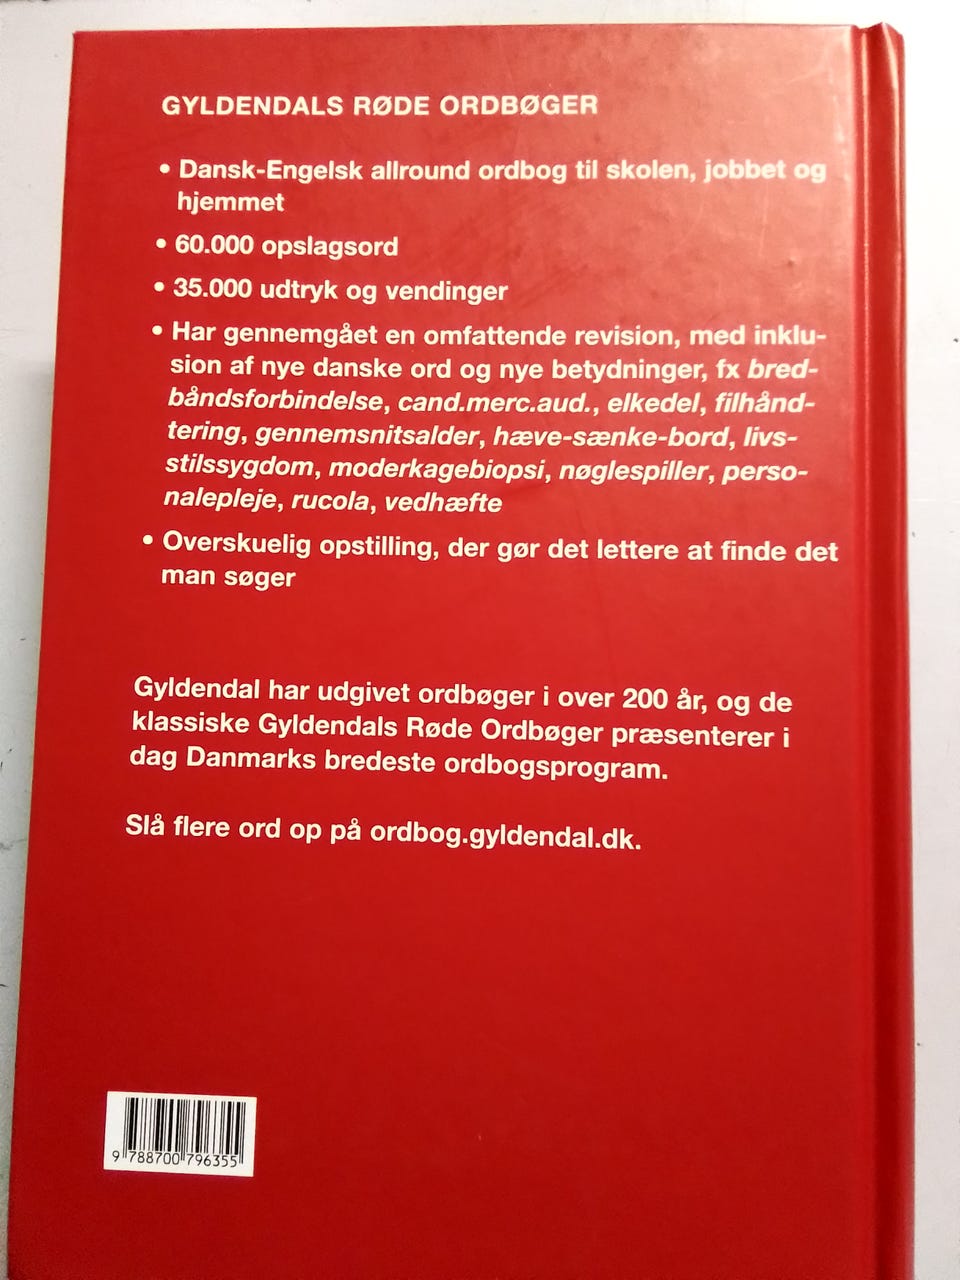 GYLDENDALS RØDE ORDBØGER
• Dansk-Engelsk allround ordbog til skolen, jobbet og
hjemmet
• 60.000 opslagsord
• 35.000 udtryk og vendinger
• Har gennemgået en omfattende revision, med inklu-
sion af nye danske ord og nye betydninger, fx bred-
båndsforbindelse, cand.merc.aud., elkedel, filhånd-
tering, gennemsnitsalder, hæve-sænke-bord, livs-
stilssygdom, moderkagebiopsi, nøglespiller, perso-
nalepleje, rucola, vedhæfte
• Overskuelig opstilling, der gør det lettere at finde det
man søger
Gyldendal har udgivet ordbøger i over 200 år, og de
klassiske Gyldendals Røde Ordbøger præsenterer i
dag Danmarks bredeste ordbogsprogram.
Slå flere ord op på ordbog.gyldendal.dk.
9 788700 796355